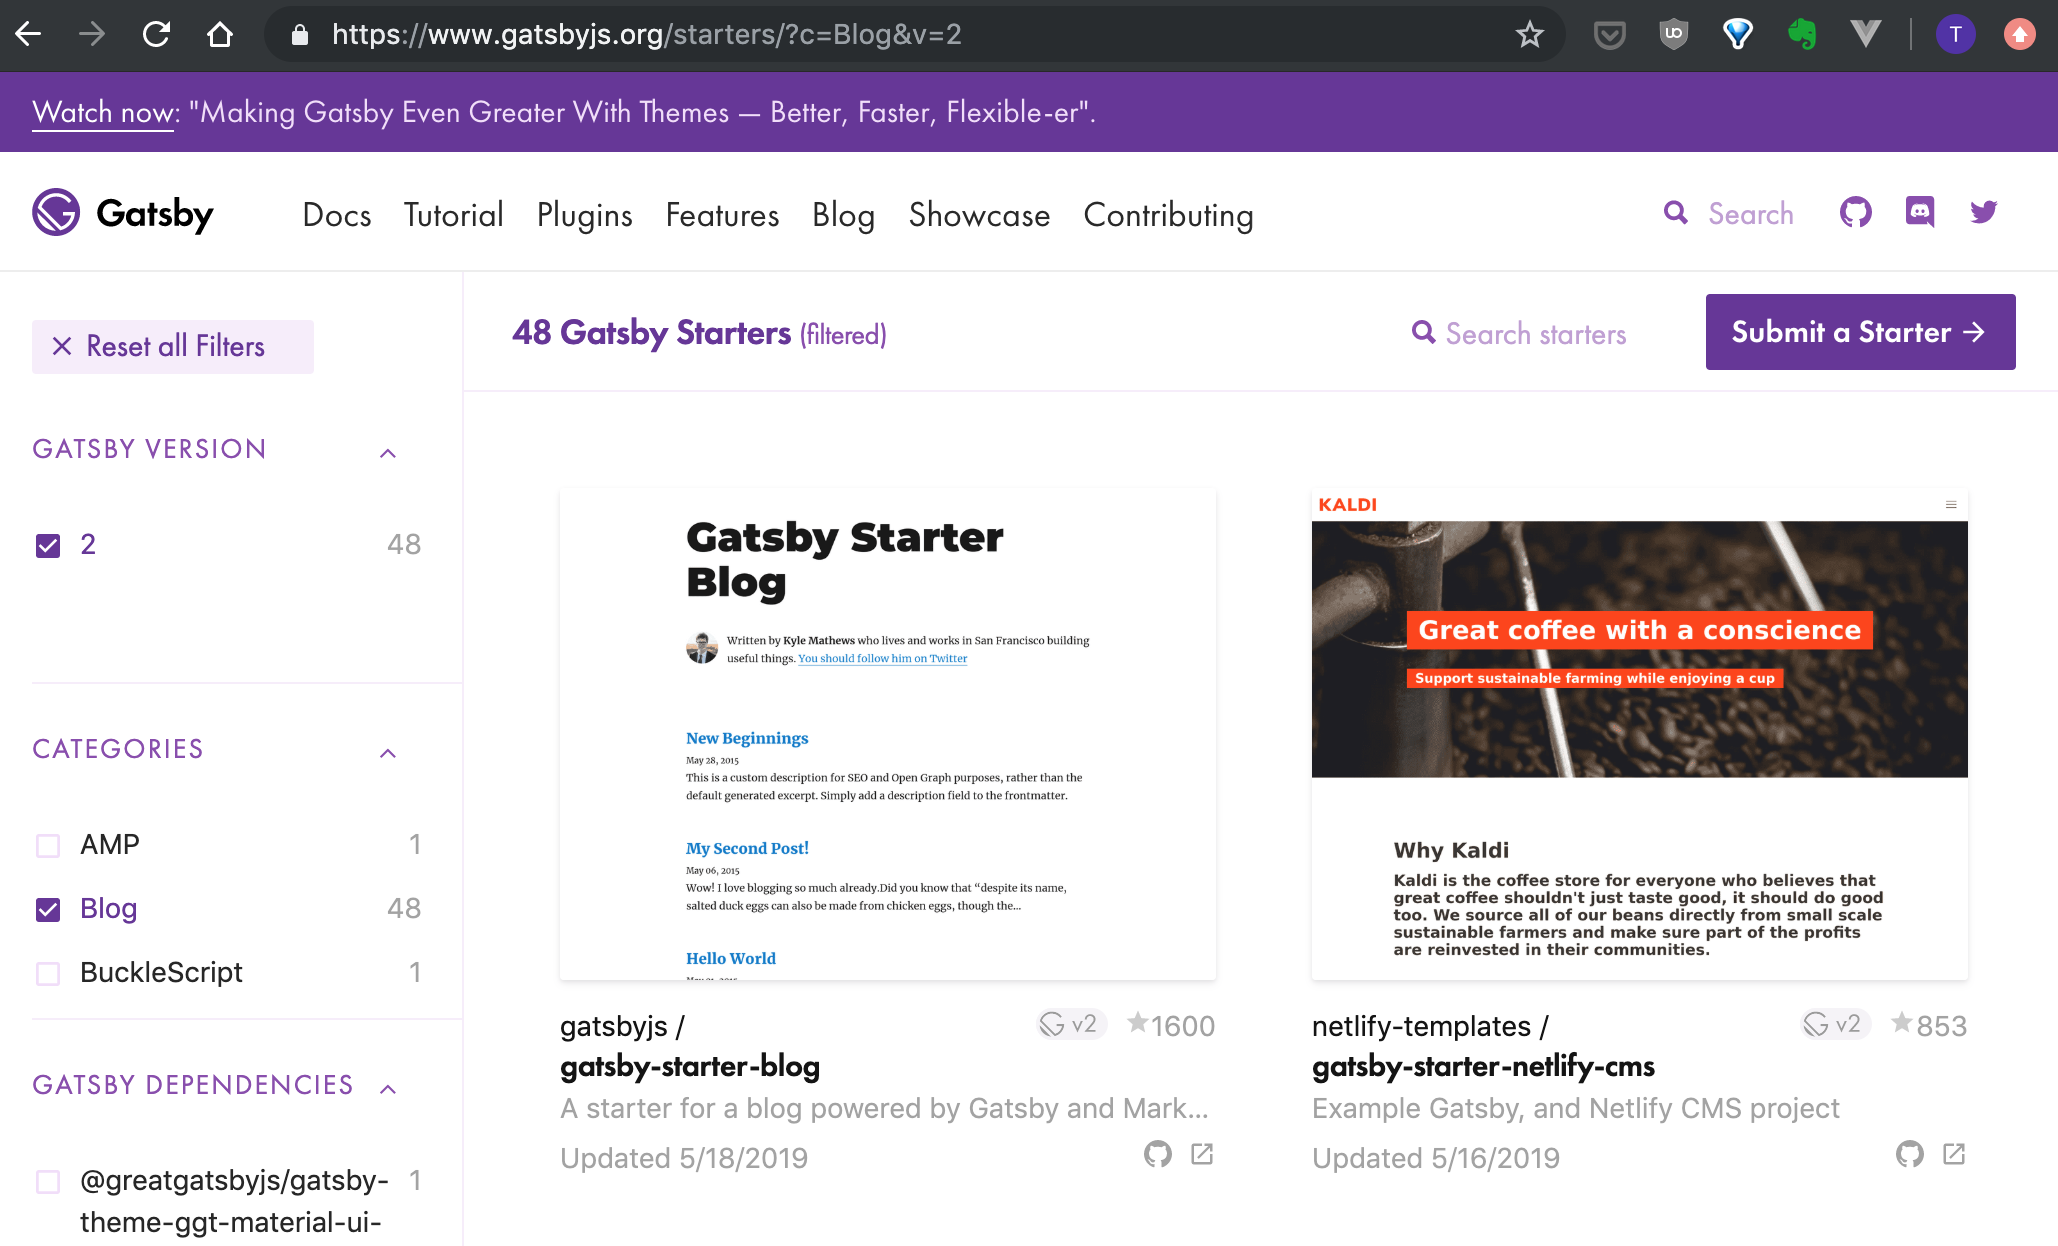 https://www.gatsbyjs.org/starters/?c=Blog&v=2
T
Watch now: "Making Gatsby Even Greater With Themes — Better, Faster, Flexible-er".
Gatsby
Docs Tutorial Plugins Features Blog Showcase Contributing
Search
Reset all Filters
48 Gatsby Starters (filtered)
Search starters
Submit a Starter →
GATSBY VERSION
2 48
CATEGORIES
AMP 1
Blog 48
BuckleScript 1
GATSBY DEPENDENCIES
@greatgatsbyjs/gatsby- 1
theme-ggt-material-ui-
Gatsby Starter
Blog
Written by Kyle Mathews who lives and works in San Francisco building
useful things. You should follow him on Twitter
New Beginnings
May 28, 2015
This is a custom description for SEO and Open Graph purposes, rather than the
default generated excerpt. Simply add a description field to the frontmatter.
My Second Post!
May 06, 2015
Wow! I love blogging so much already.Did you know that “despite its name,
salted duck eggs can also be made from chicken eggs, though the…
Hello World
gatsbyjs /
v2
1600
gatsby-starter-blog
A starter for a blog powered by Gatsby and Mark...
Updated 5/18/2019
KALDI
Great coffee with a conscience
Support sustainable farming while enjoying a cup
Why Kaldi
Kaldi is the coffee store for everyone who believes that
great coffee shouldn't just taste good, it should do good
too. We source all of our beans directly from small scale
sustainable farmers and make sure part of the profits
are reinvested in their communities.
netlify-templates /
v2
853
gatsby-starter-netlify-cms
Example Gatsby, and Netlify CMS project
Updated 5/16/2019